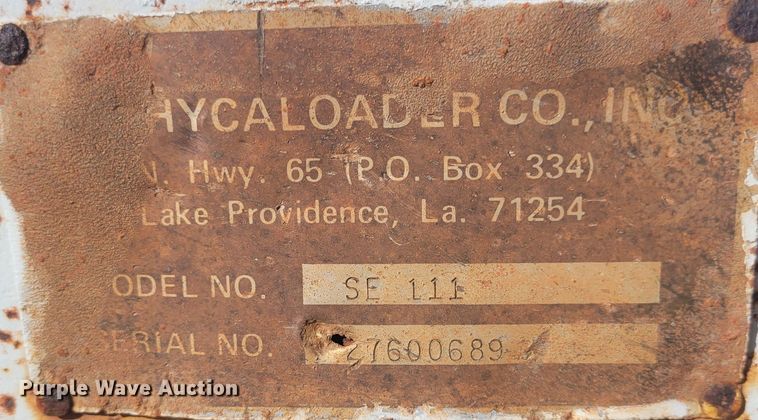 HYCALOADER CO., INC
N. Hwy. 65 (P.O. Box 334)
Lake Providence, La. 71254
ODEL NO. SE 111
SERIAL NO. 27600689
Purple Wave Auction